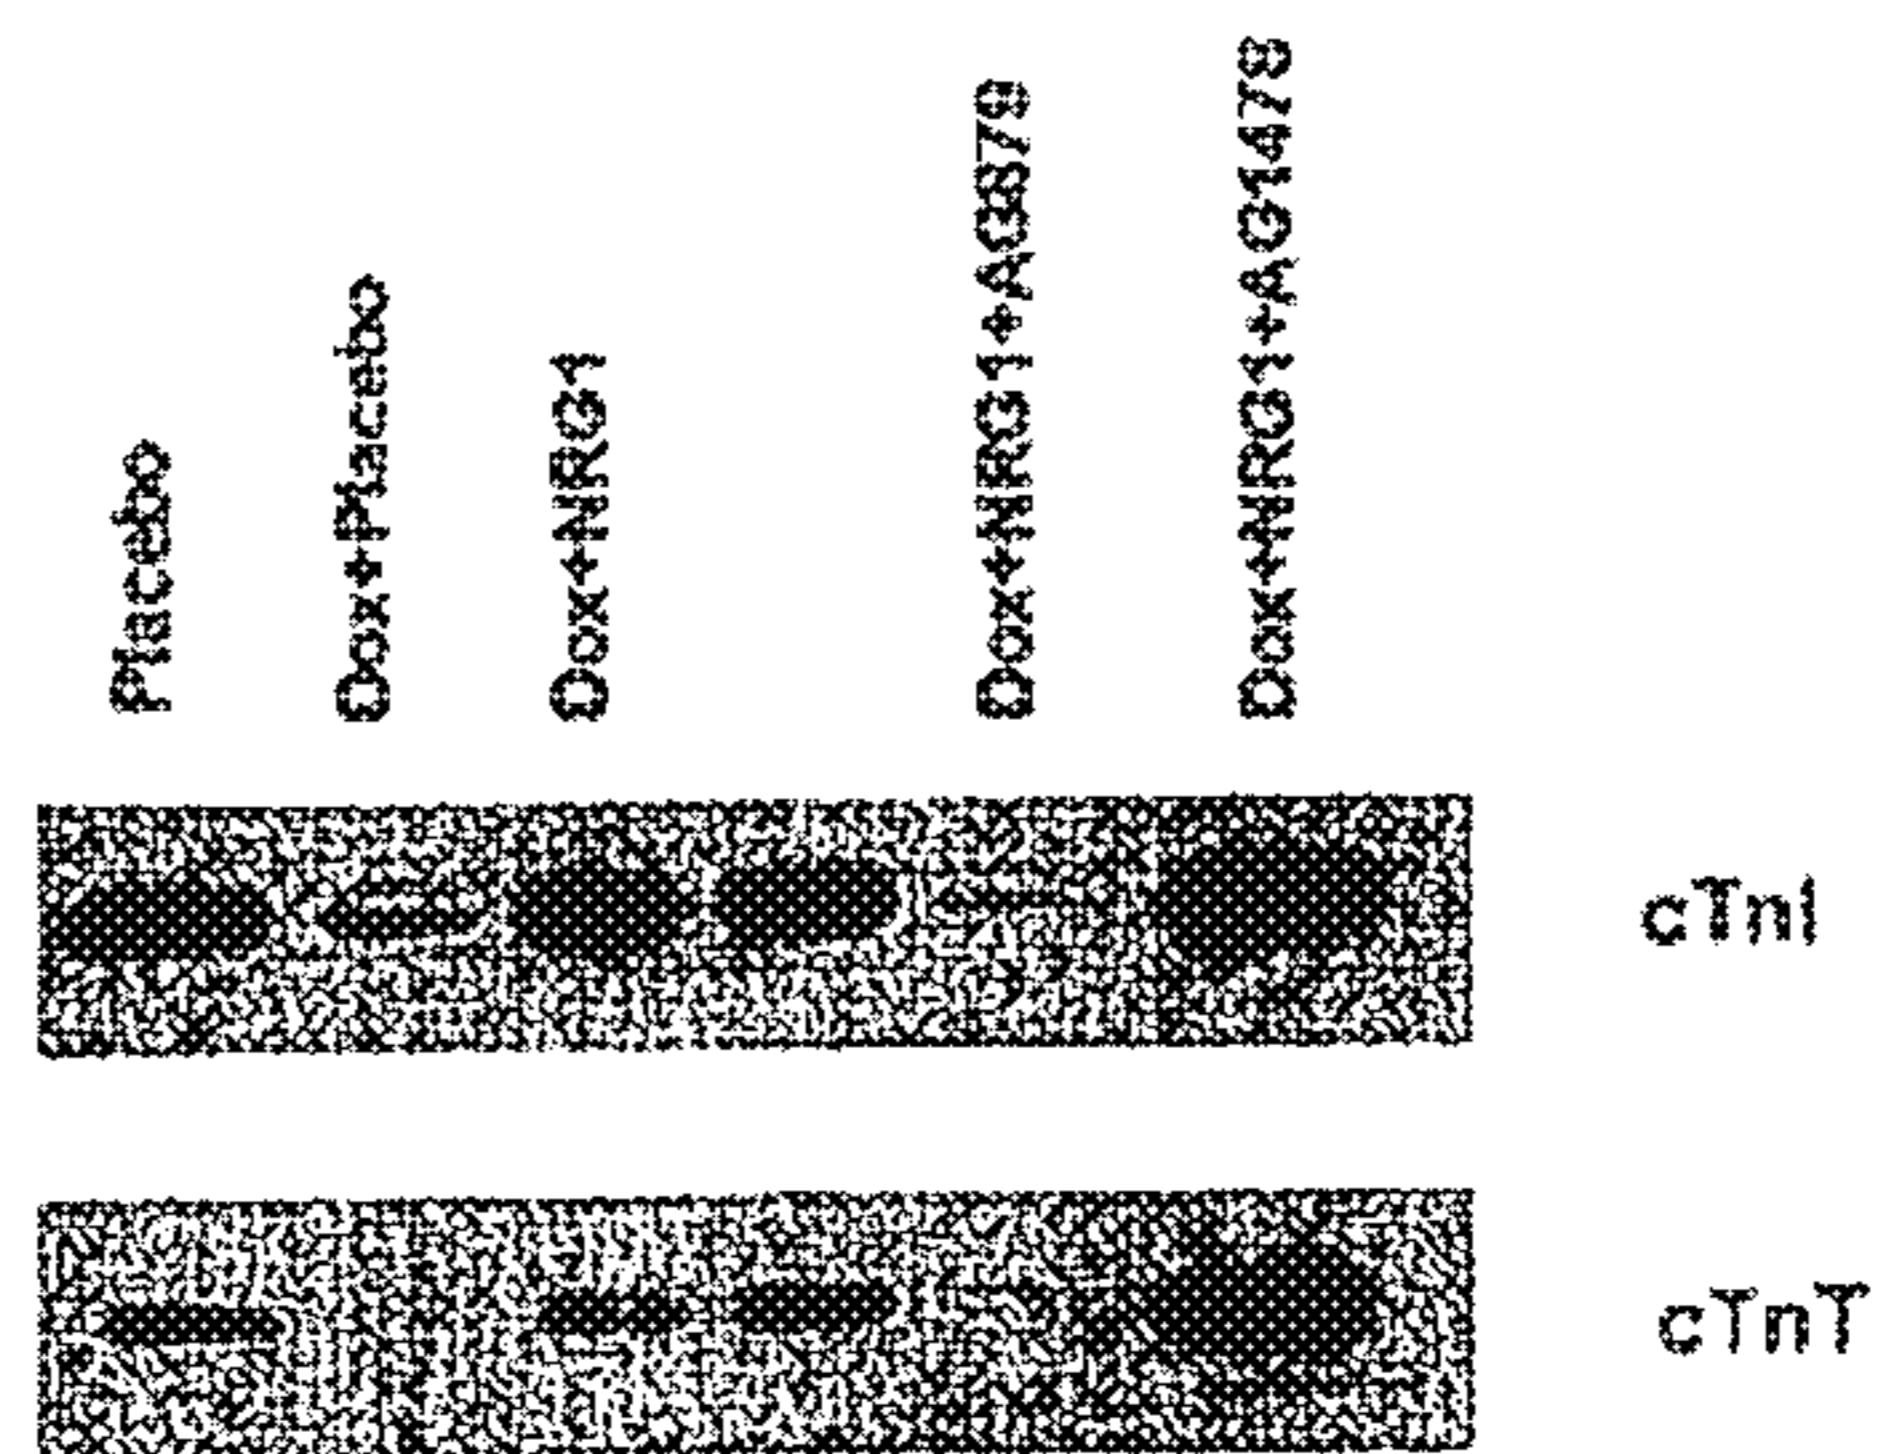 Placebo
Dox+Placebo
Dox+NRG1
Dox+NRG1+AG879
Dox+NRG1+AG1478
cTnI
cTnT